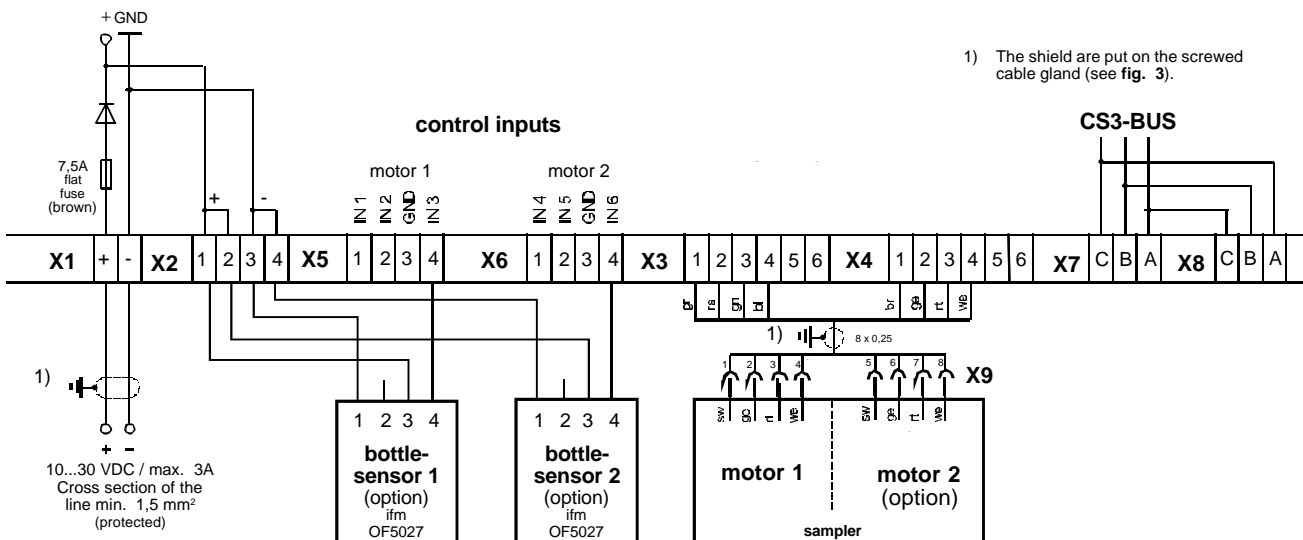 + GND
1) The shield are put on the screwed
cable gland (see fig. 3).
CS3-BUS
control inputs
7,5A
flat
fuse
(brown)
+ -
motor 1
motor 2
IN 1 IN 2 GND IN 3
IN 4 IN 5 GND IN 6
X1 + - X2 1 2 3 4 X5 1 2 3 4 X6 1 2 3 4 X3 1 2 3 4 5 6 X4 1 2 3 4 5 6 X7 C B A X8 C B A
gr rs gn bl br ge rt we
1) 8 x 0,25
1 2 3 4 5 6 7 8 X9
1)
sw we sw ge rt we
+ -
10...30 VDC / max. 3A
Cross section of the
line min. 1,5 mm²
(protected)
1 2 3 4
bottle-
sensor 1
(option)
ifm
OF5027
1 2 3 4
bottle-
sensor 2
(option)
ifm
OF5027
motor 1
motor 2
(option)
sampler